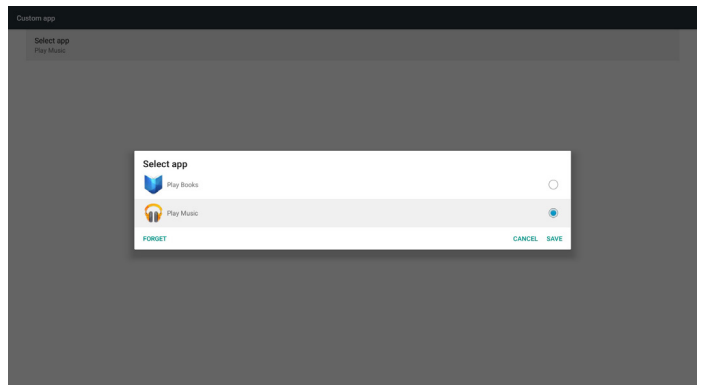 Custom app
Select app
Play Music
Select app
Play Books
Play Music
FORGET CANCEL SAVE